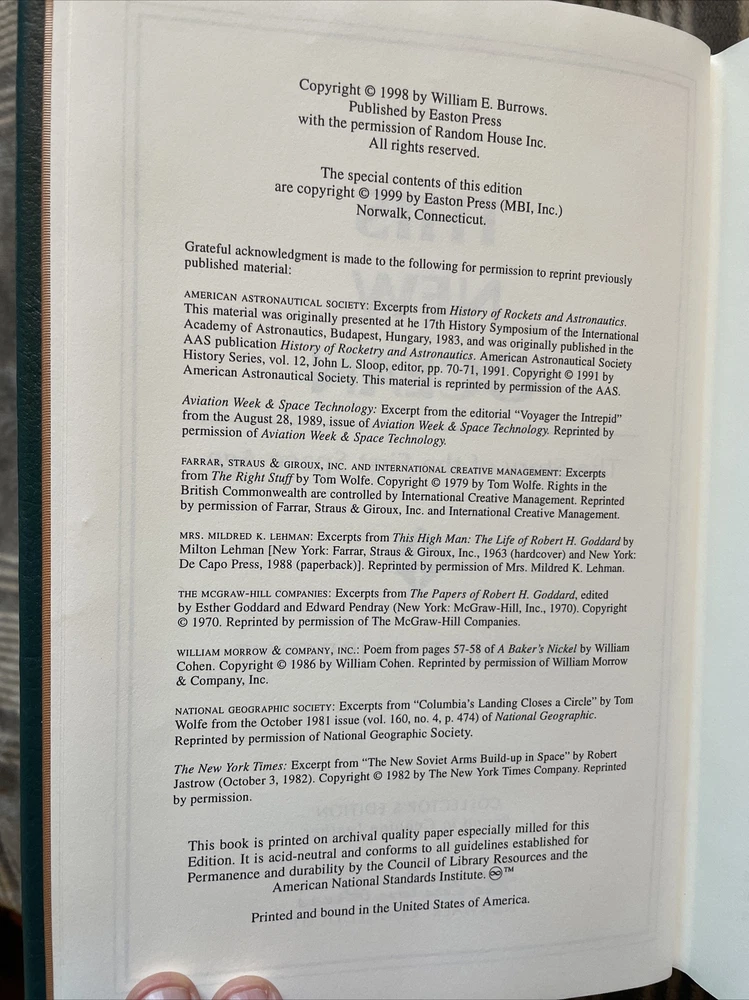 Copyright © 1998 by William E. Burrows.
Published by Easton Press
with the permission of Random House Inc.
All rights reserved.
The special contents of this edition
are copyright © 1999 by Easton Press (MBI, Inc.)
Norwalk, Connecticut.
Grateful acknowledgment is made to the following for permission to reprint previously
published material:
AMERICAN ASTRONAUTICAL SOCIETY: Excerpts from History of Rockets and Astronautics.
This material was originally presented at he 17th History Symposium of the International
Academy of Astronautics, Budapest, Hungary, 1983, and was originally published in the
AAS publication History of Rocketry and Astronautics. American Astronautical Society
History Series, vol. 12, John L. Sloop, editor, pp. 70-71, 1991. Copyright © 1991 by
American Astronautical Society. This material is reprinted by permission of the AAS.
Aviation Week & Space Technology: Excerpt from the editorial “Voyager the Intrepid”
from the August 28, 1989, issue of Aviation Week & Space Technology. Reprinted by
permission of Aviation Week & Space Technology.
FARRAR, STRAUS & GIROUX, INC. AND INTERNATIONAL CREATIVE MANAGEMENT: Excerpts
from The Right Stuff by Tom Wolfe. Copyright © 1979 by Tom Wolfe. Rights in the
British Commonwealth are controlled by International Creative Management. Reprinted
by permission of Farrar, Straus & Giroux, Inc. and International Creative Management.
MRS. MILDRED K. LEHMAN: Excerpts from This High Man: The Life of Robert H. Goddard by
Milton Lehman [New York: Farrar, Straus & Giroux, Inc., 1963 (hardcover) and New York:
De Capo Press, 1988 (paperback)]. Reprinted by permission of Mrs. Mildred K. Lehman.
THE MCGRAW-HILL COMPANIES: Excerpts from The Papers of Robert H. Goddard, edited
by Esther Goddard and Edward Pendray (New York: McGraw-Hill, Inc., 1970). Copyright
© 1970. Reprinted by permission of The McGraw-Hill Companies.
WILLIAM MORROW & COMPANY, INC.: Poem from pages 57-58 of A Baker's Nickel by William
Cohen. Copyright © 1986 by William Cohen. Reprinted by permission of William Morrow
& Company, Inc.
NATIONAL GEOGRAPHIC SOCIETY: Excerpts from “Columbia's Landing Closes a Circle” by Tom
Wolfe from the October 1981 issue (vol. 160, no. 4, p. 474) of National Geographic.
Reprinted by permission of National Geographic Society.
The New York Times: Excerpt from “The New Soviet Arms Build-up in Space” by Robert
Jastrow (October 3, 1982). Copyright © 1982 by The New York Times Company. Reprinted
by permission.
This book is printed on archival quality paper especially milled for this
Edition. It is acid-neutral and conforms to all guidelines established for
Permanence and durability by the Council of Library Resources and the
American National Standards Institute. ♾™
Printed and bound in the United States of America.